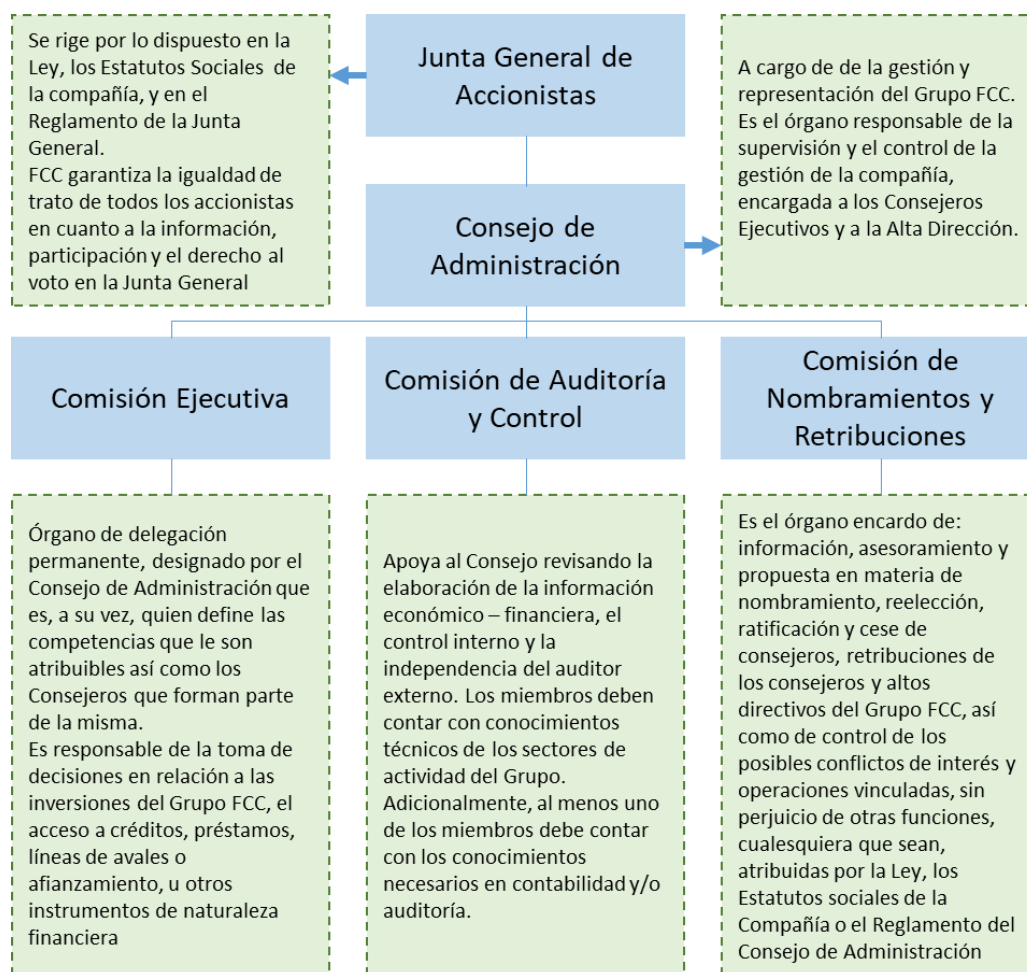 Se rige por lo dispuesto en la
Ley, los Estatutos Sociales de
la compañía, y en el
Reglamento de la Junta
General.
FCC garantiza la igualdad de
trato de todos los accionistas
en cuanto a la información,
participación y el derecho al
voto en la Junta General
Junta General de
Accionistas
A cargo de de la gestión y
representación del Grupo FCC.
Es el órgano responsable de la
supervisión y el control de la
gestión de la compañía,
encargada a los Consejeros
Ejecutivos y a la Alta Dirección.
Consejo de
Administración
Comisión Ejecutiva
Comisión de Auditoría
y Control
Comisión de
Nombramientos y
Retribuciones
Órgano de delegación
permanente, designado por el
Consejo de Administración que
es, a su vez, quien define las
competencias que le son
atribuibles así como los
Consejeros que forman parte
de la misma.
Es responsable de la toma de
decisiones en relación a las
inversiones del Grupo FCC, el
acceso a créditos, préstamos,
líneas de avales o
afianzamiento, u otros
instrumentos de naturaleza
financiera
Apoya al Consejo revisando la
elaboración de la información
económico – financiera, el
control interno y la
independencia del auditor
externo. Los miembros deben
contar con conocimientos
técnicos de los sectores de
actividad del Grupo.
Adicionalmente, al menos uno
de los miembros debe contar
con los conocimientos
necesarios en contabilidad y/o
auditoría.
Es el órgano encardo de:
información, asesoramiento y
propuesta en materia de
nombramiento, reelección,
ratificación y cese de
consejeros, retribuciones de
los consejeros y altos
directivos del Grupo FCC, así
como de control de los
posibles conflictos de interés y
operaciones vinculadas, sin
perjuicio de otras funciones,
cualesquiera que sean,
atribuidas por la Ley, los
Estatutos sociales de la
Compañía o el Reglamento del
Consejo de Administración